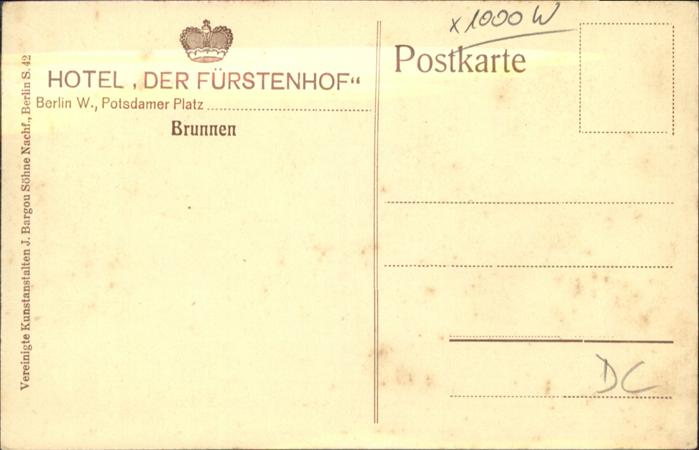 HOTEL „DER FÜRSTENHOF“
Berlin W., Potsdamer Platz
Brunnen
Vereinigte Kunstanstalten J. Bargou Söhne Nachf., Berlin S. 42
x 1000 W
Postkarte
DC